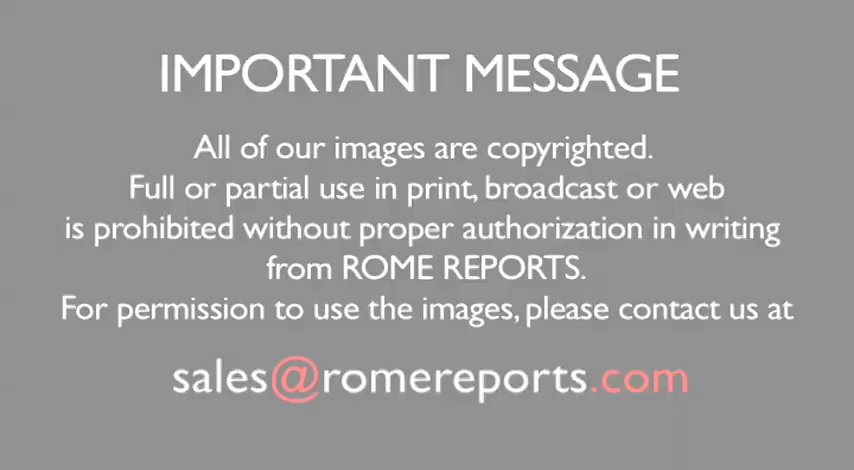 IMPORTANT MESSAGE
All of our images are copyrighted.
Full or partial use in print, broadcast or web
is prohibited without proper authorization in writing
from ROME REPORTS.
For permission to use the images, please contact us at
sales@romereports.com